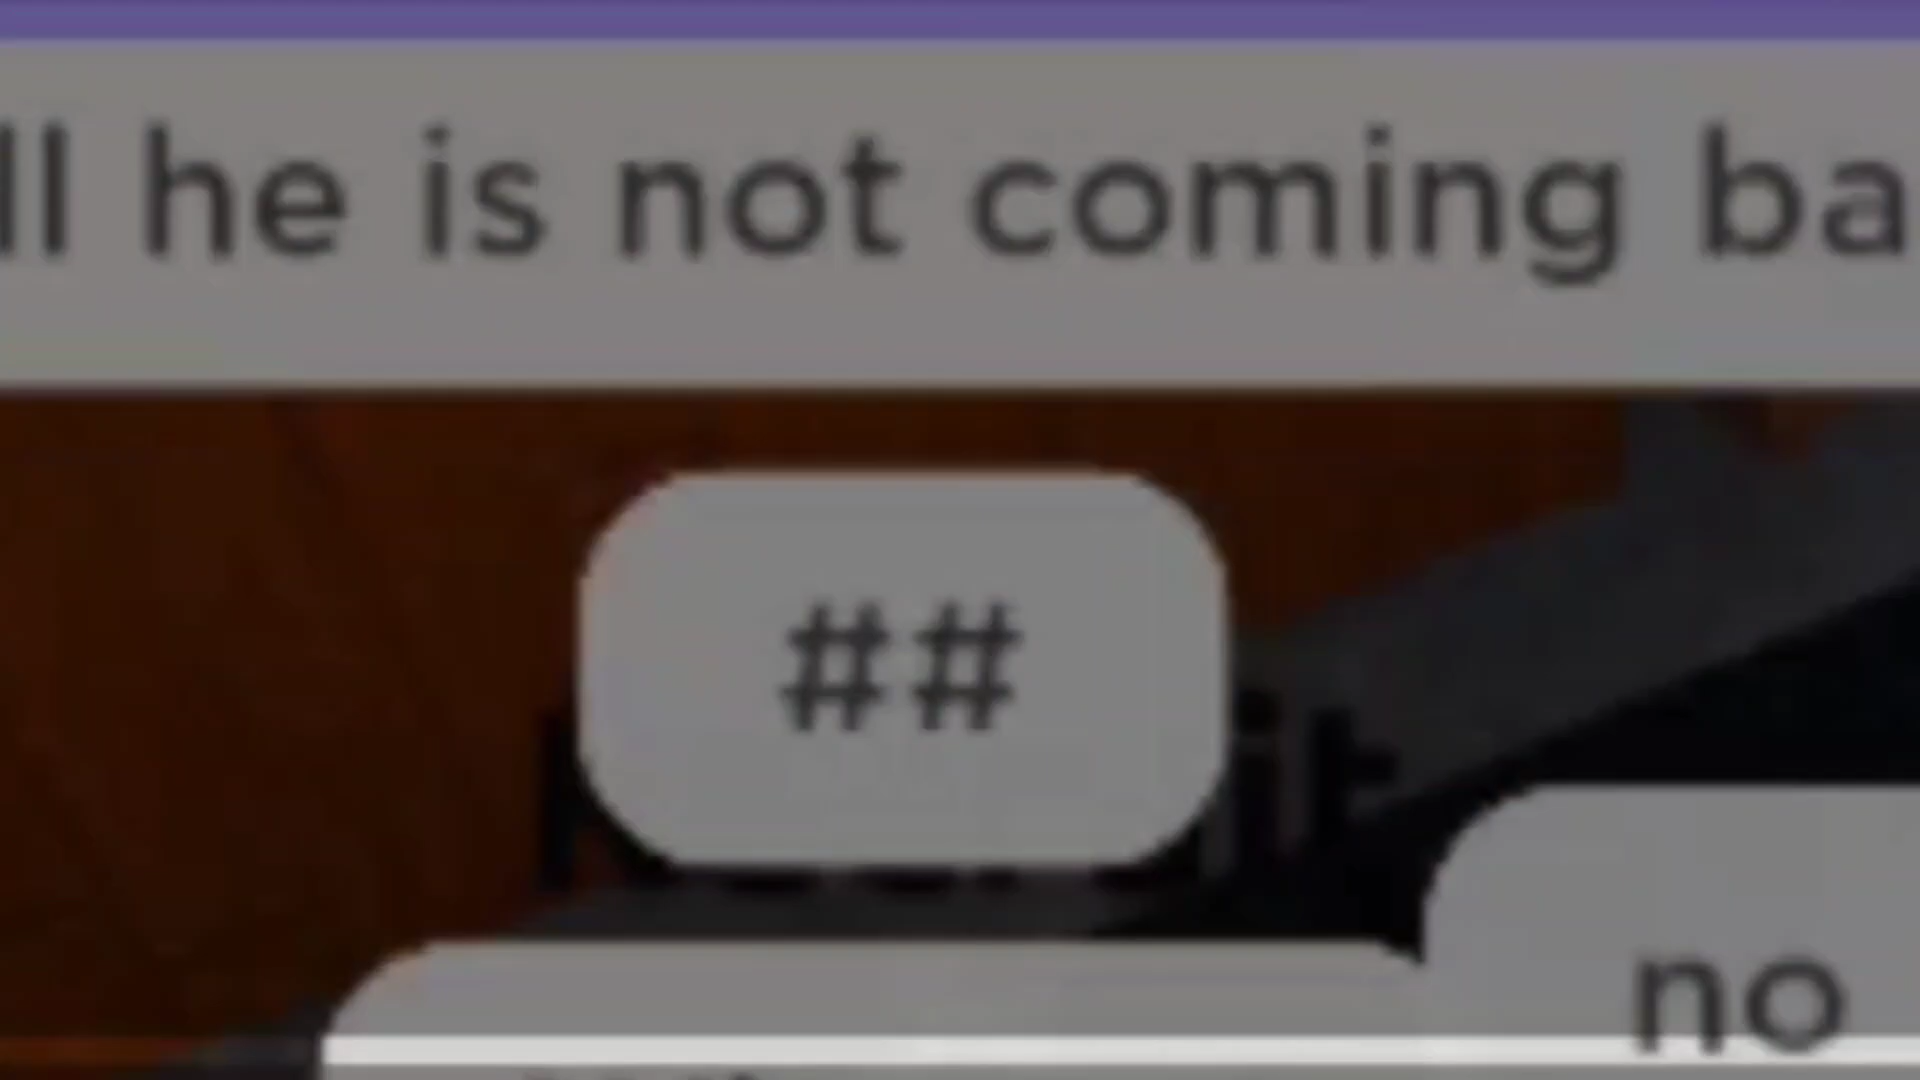 ll he is not coming ba
##
no